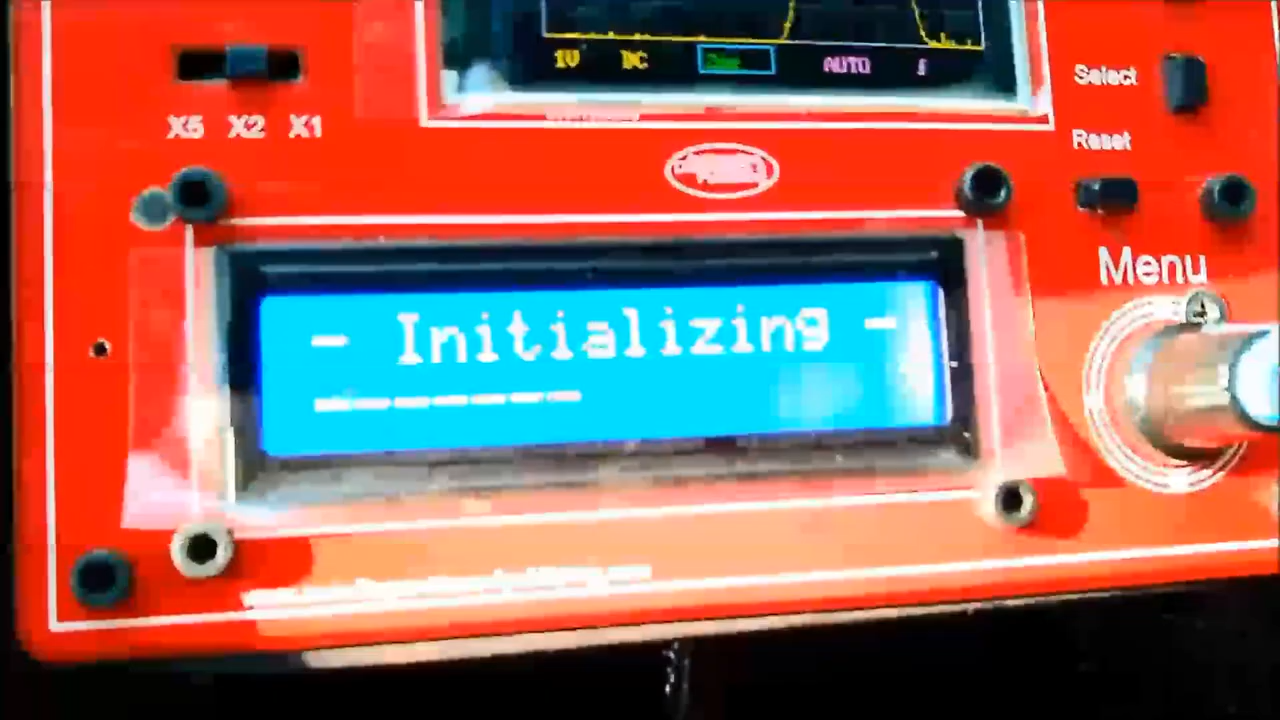 1V DC AUTO
Select
X5 X2 X1
Reset
Menu
- Initializing -